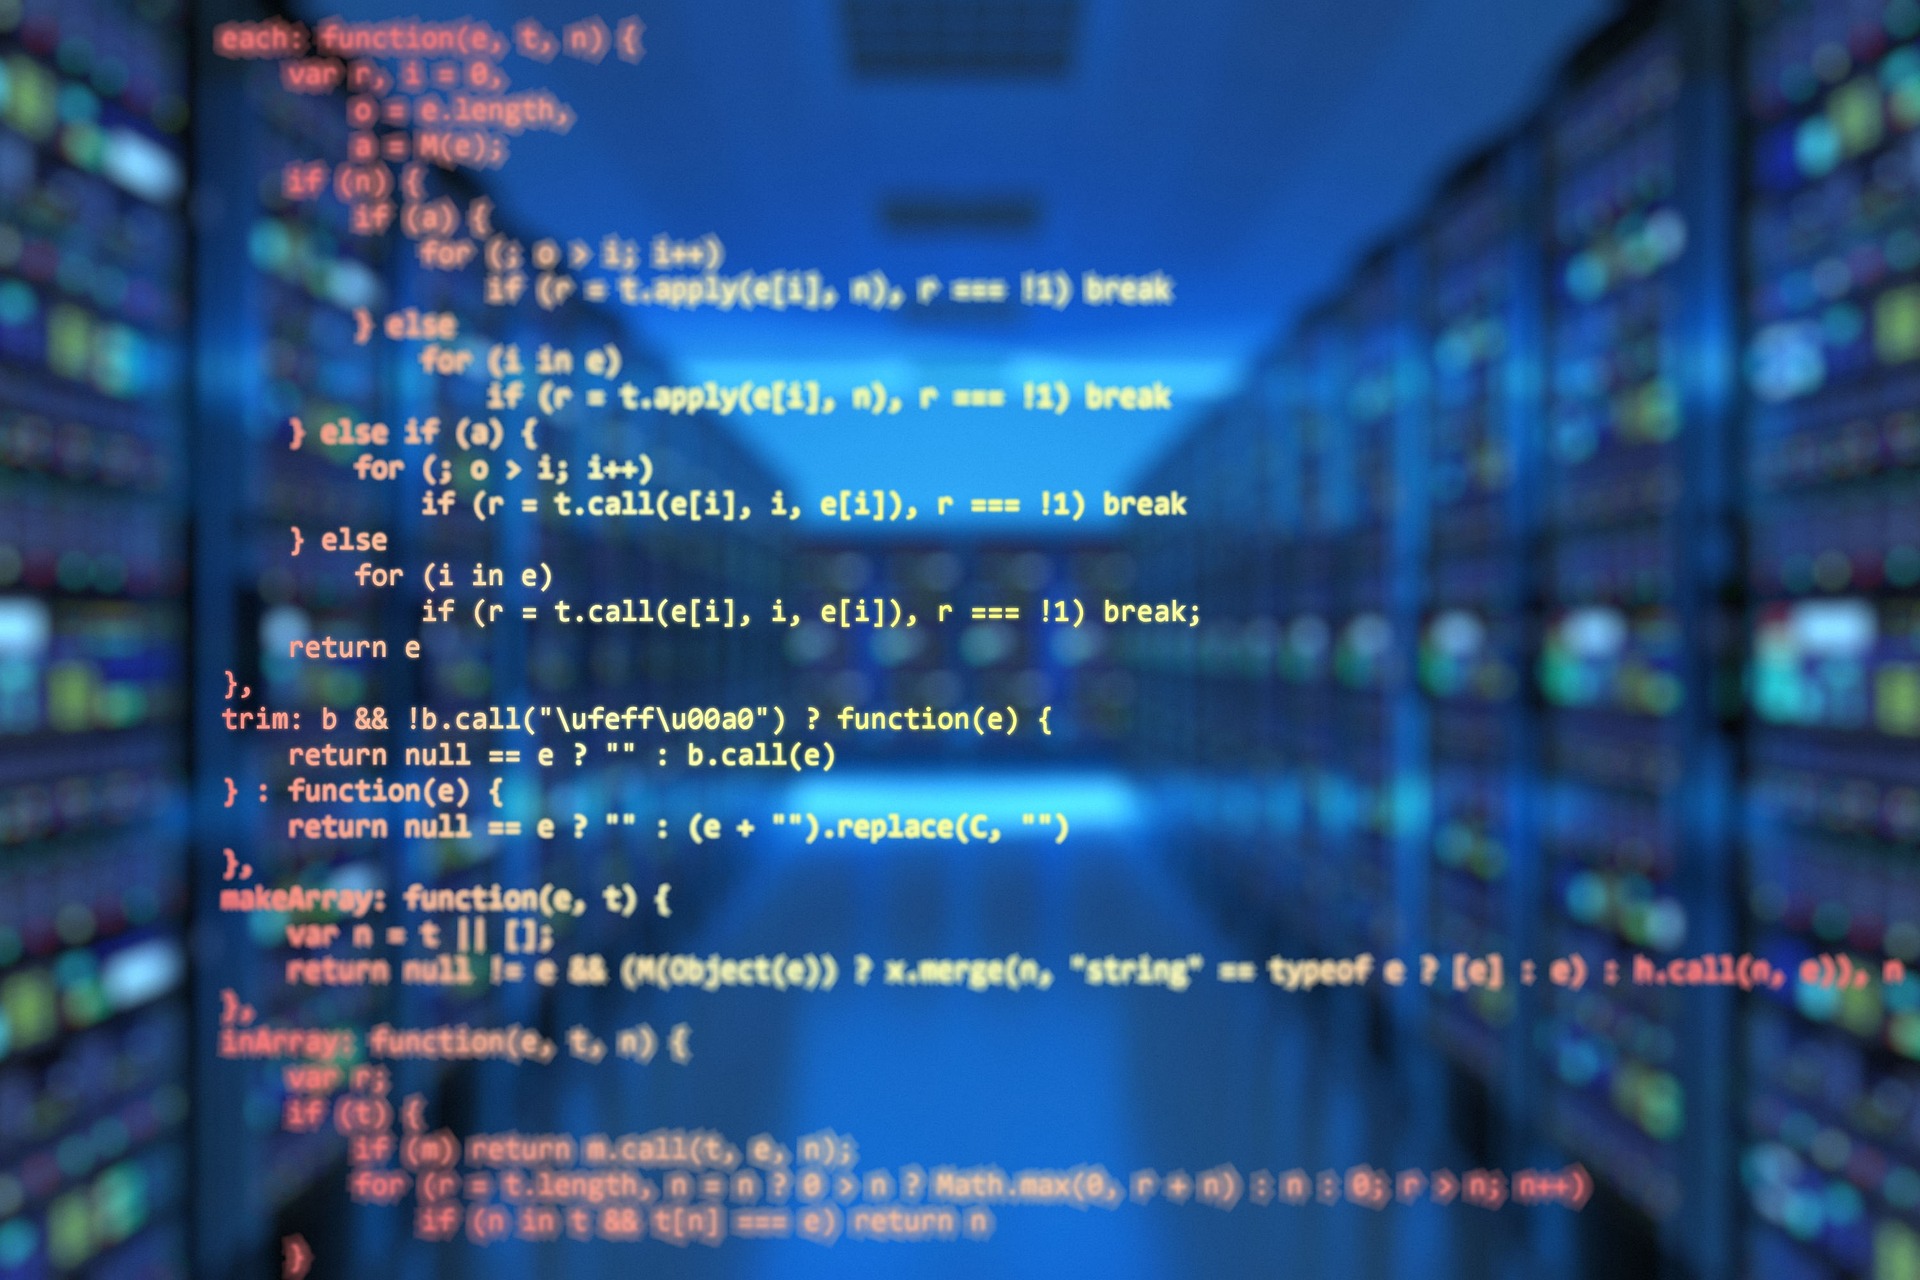 each: function(e, t, n) {
var r, i = 0,
o = e.length,
a = M(e);
if (n) {
if (a) {
for (; o > i; i++)
if (r = t.apply(e[i], n), r === !1) break
} else
for (i in e)
if (r = t.apply(e[i], n), r === !1) break
} else if (a) {
for (; o > i; i++)
if (r = t.call(e[i], i, e[i]), r === !1) break
} else
for (i in e)
if (r = t.call(e[i], i, e[i]), r === !1) break;
return e
},
trim: b && !b.call("\ufeff\u00a0") ? function(e) {
return null == e ? "" : b.call(e)
} : function(e) {
return null == e ? "" : (e + "").replace(C, "")
},
makeArray: function(e, t) {
var n = t || [];
return null != e && (M(Object(e)) ? x.merge(n, "string" == typeof e ? [e] : e) : h.call(n, e)), n
},
inArray: function(e, t, n) {
var r;
if (t) {
if (m) return m.call(t, e, n);
for (r = t.length, n = n ? 0 > n ? Math.max(0, r + n) : n : 0; r > n; n++)
if (n in t && t[n] === e) return n
}